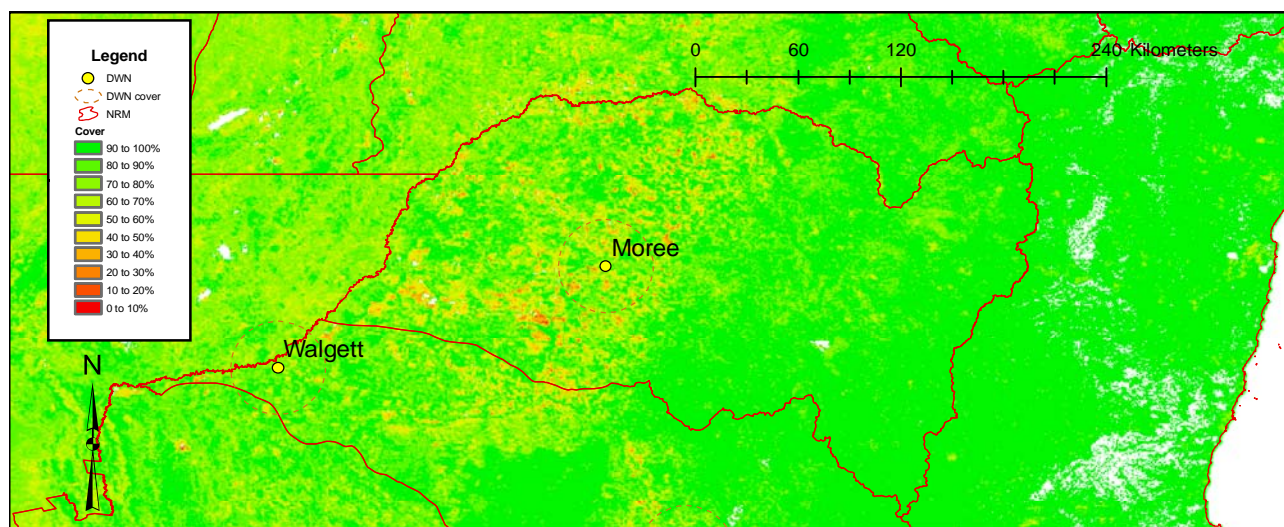 Legend
DWN
DWN cover
NRM
Cover
90 to 100%
80 to 90%
70 to 80%
60 to 70%
50 to 60%
40 to 50%
30 to 40%
20 to 30%
10 to 20%
0 to 10%
0 60 120 240 Kilometers
Moree
Walgett
N